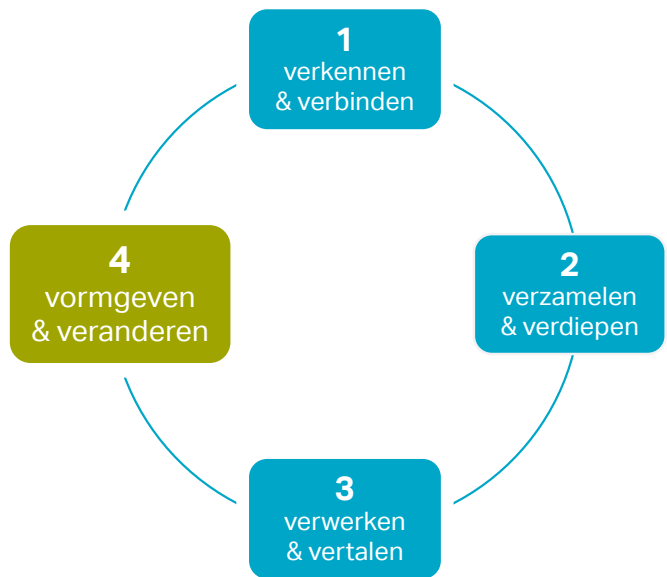 1
verkennen
& verbinden
2
verzamelen
& verdiepen
3
verwerken
& vertalen
4
vormgeven
& veranderen